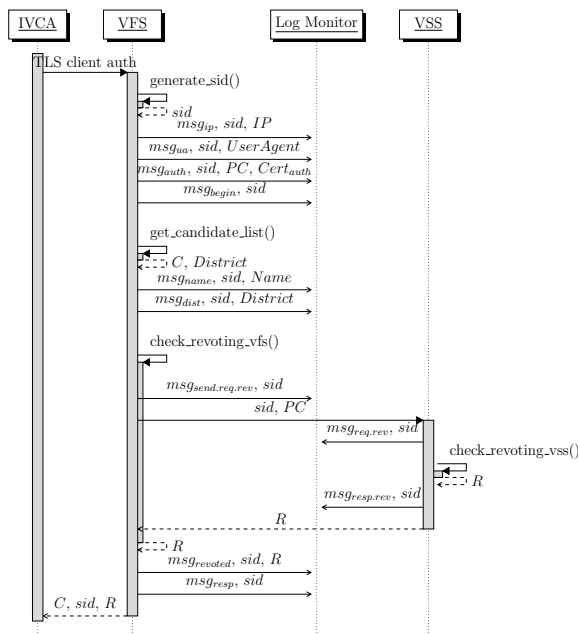 IVCA VFS Log Monitor VSS
TLS client auth
generate_sid()
sid
msg_ip, sid, IP
msg_ua, sid, UserAgent
msg_auth, sid, PC, Cert_auth
msg_begin, sid
get_candidate_list()
C, District
msg_name, sid, Name
msg_dist, sid, District
check_revoting_vfs()
msg_send.req.rev, sid
sid, PC
msg_req.rev, sid
check_revoting_vss()
R
msg_resp.rev, sid
R
R
msg_revoted, sid, R
msg_resp, sid
C, sid, R